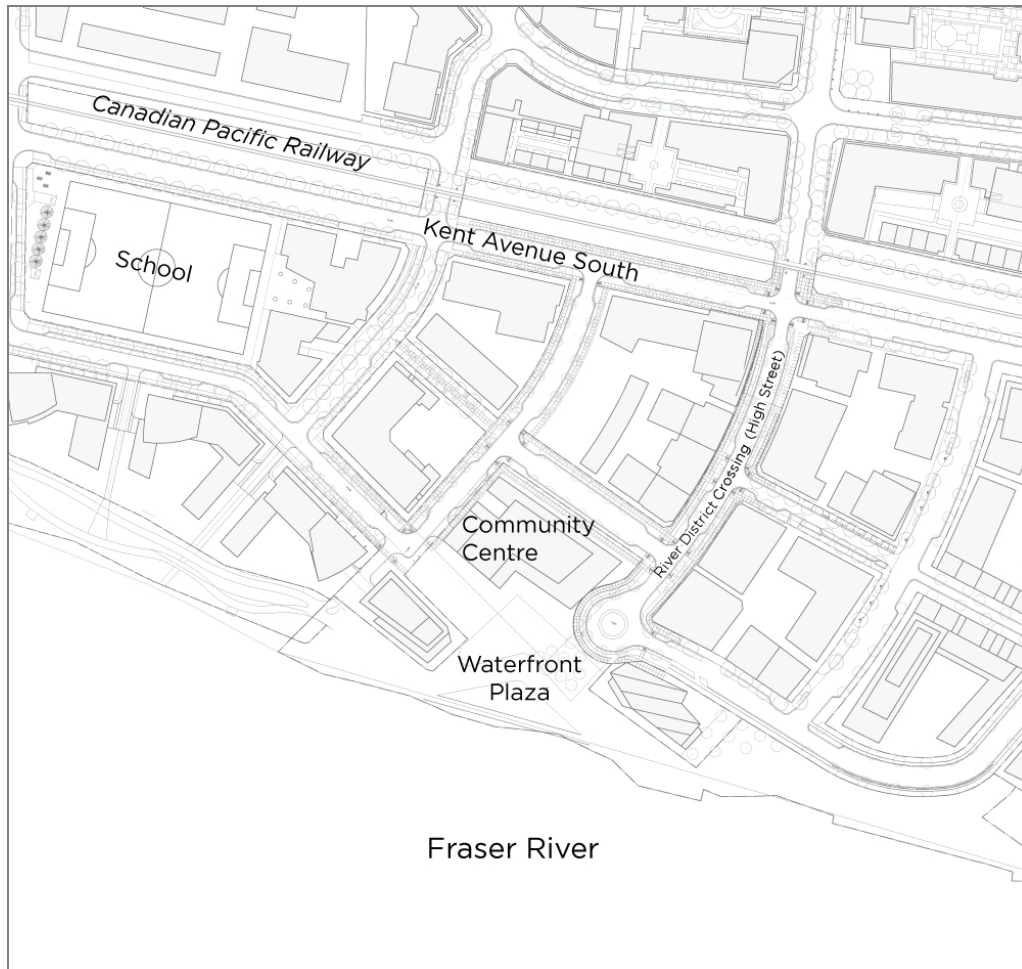 Canadian Pacific Railway
Kent Avenue South
School
River District Crossing (High Street)
Community
Centre
Waterfront
Plaza
Fraser River